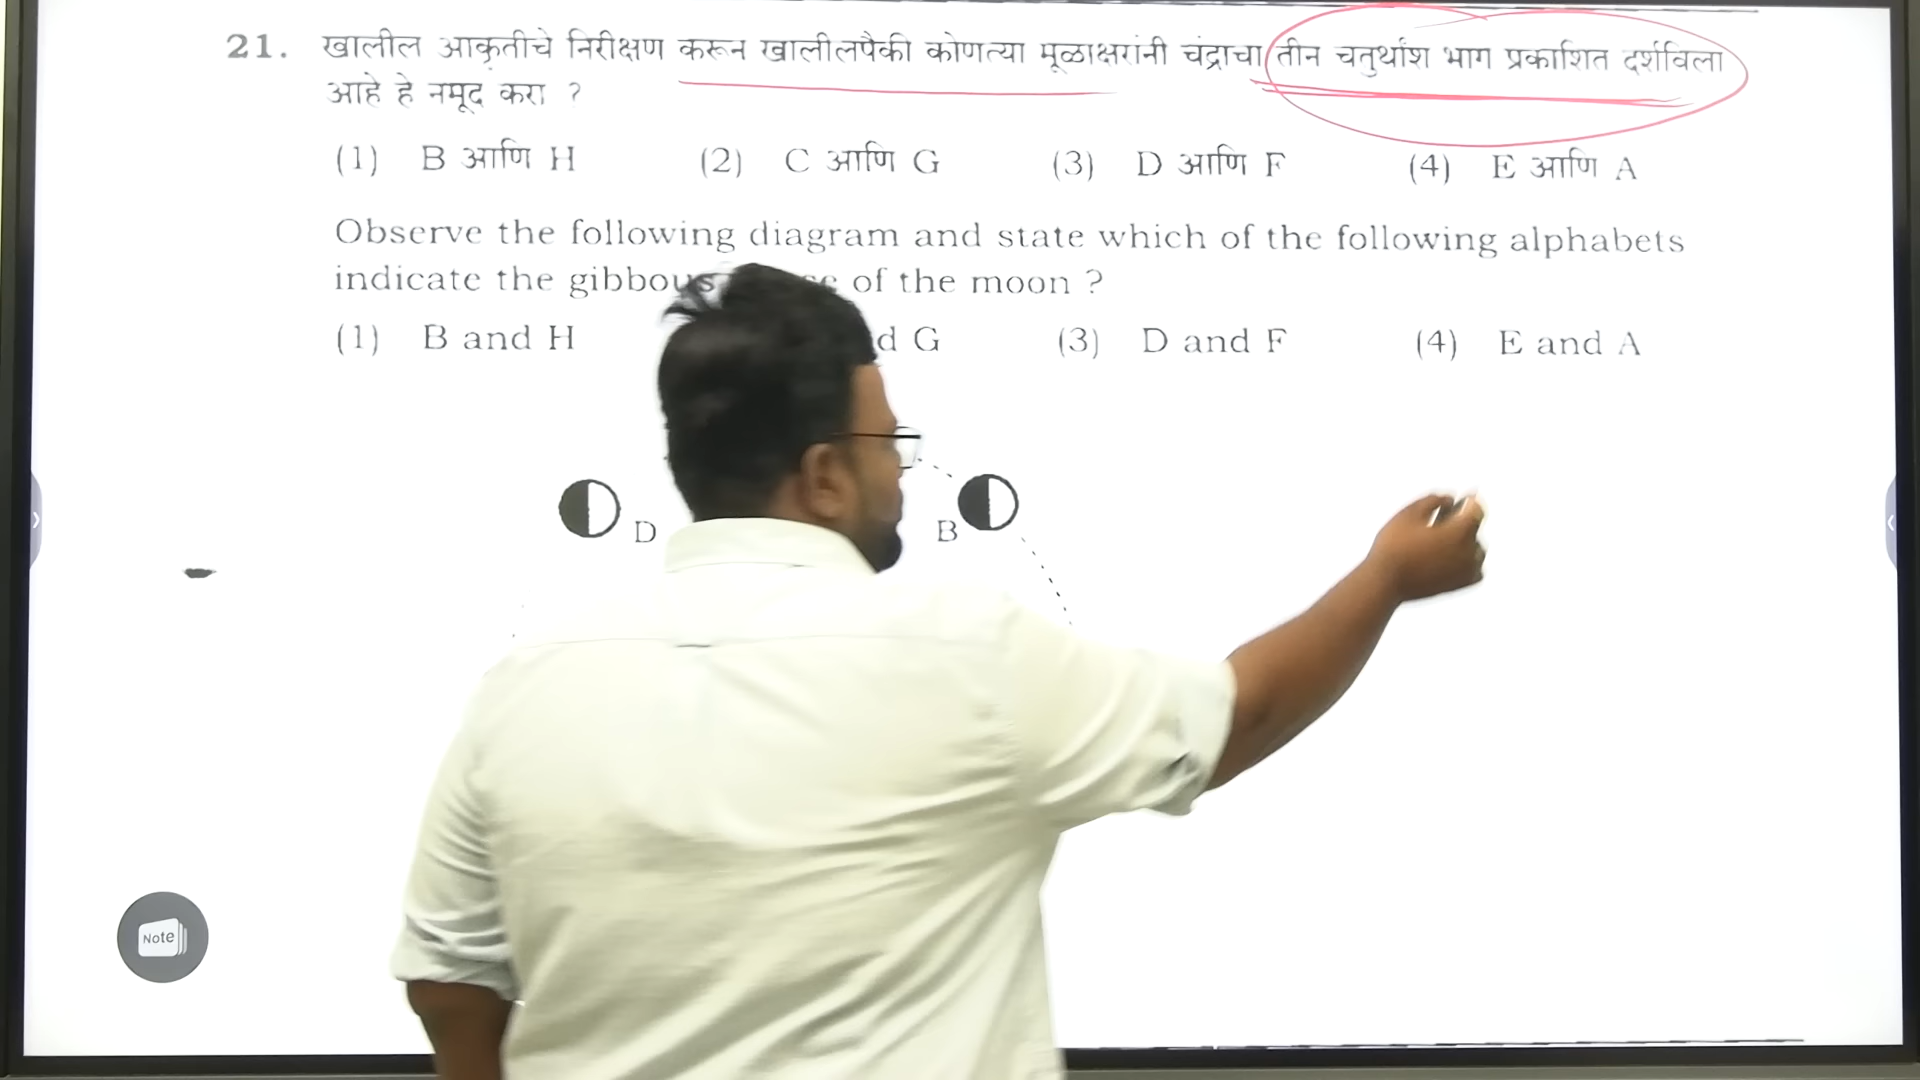 21. खालील आकृतीचे निरीक्षण करून खालीलपैकी कोणत्या मूळाक्षरांनी चंद्राचा तीन चतुर्थांश भाग प्रकाशित दर्शविला
आहे हे नमूद करा ?
(1) B आणि H (2) C आणि G (3) D आणि F (4) E आणि A
Observe the following diagram and state which of the following alphabets
indicate the gibbous of the moon ?
(1) B and H d G (3) D and F (4) E and A
D B
Note